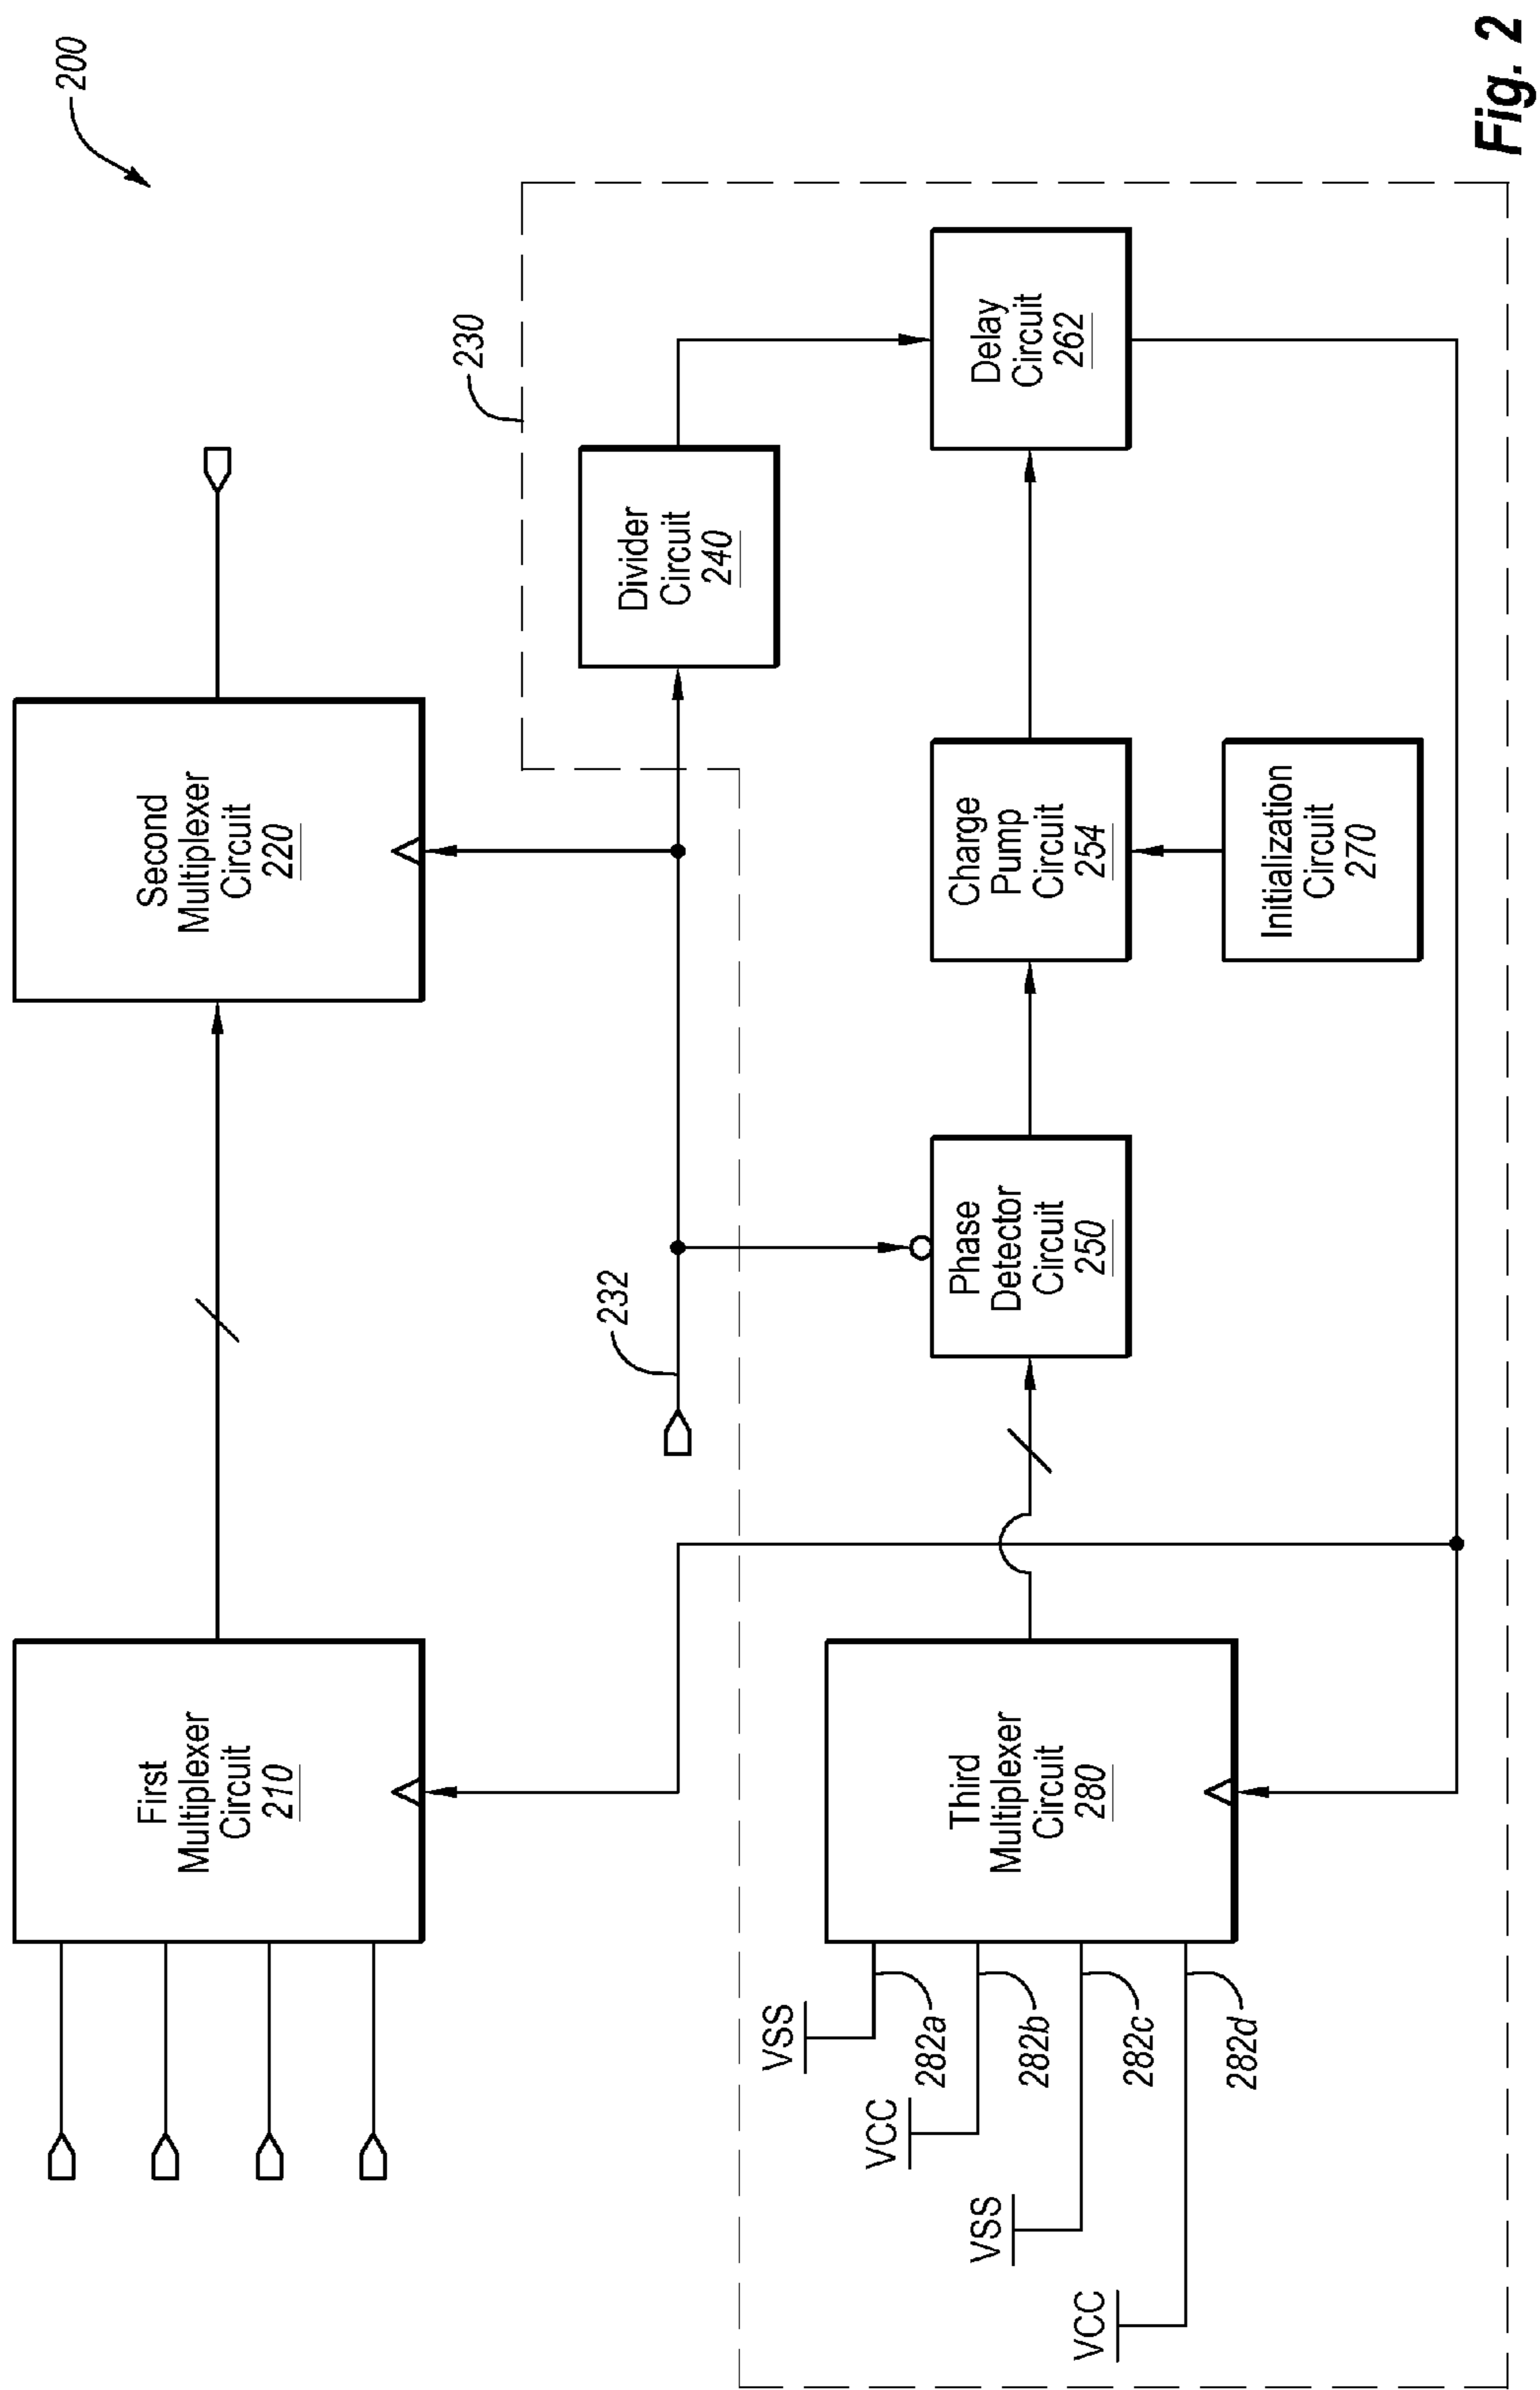 200
First
Multiplexer
Circuit
210
Second
Multiplexer
Circuit
220
230
232
Divider
Circuit
240
VSS
282a
VCC
282b
VSS
282c
VCC
282d
Third
Multiplexer
Circuit
280
Phase
Detector
Circuit
250
Charge
Pump
Circuit
254
Delay
Circuit
262
Initialization
Circuit
270
Fig. 2